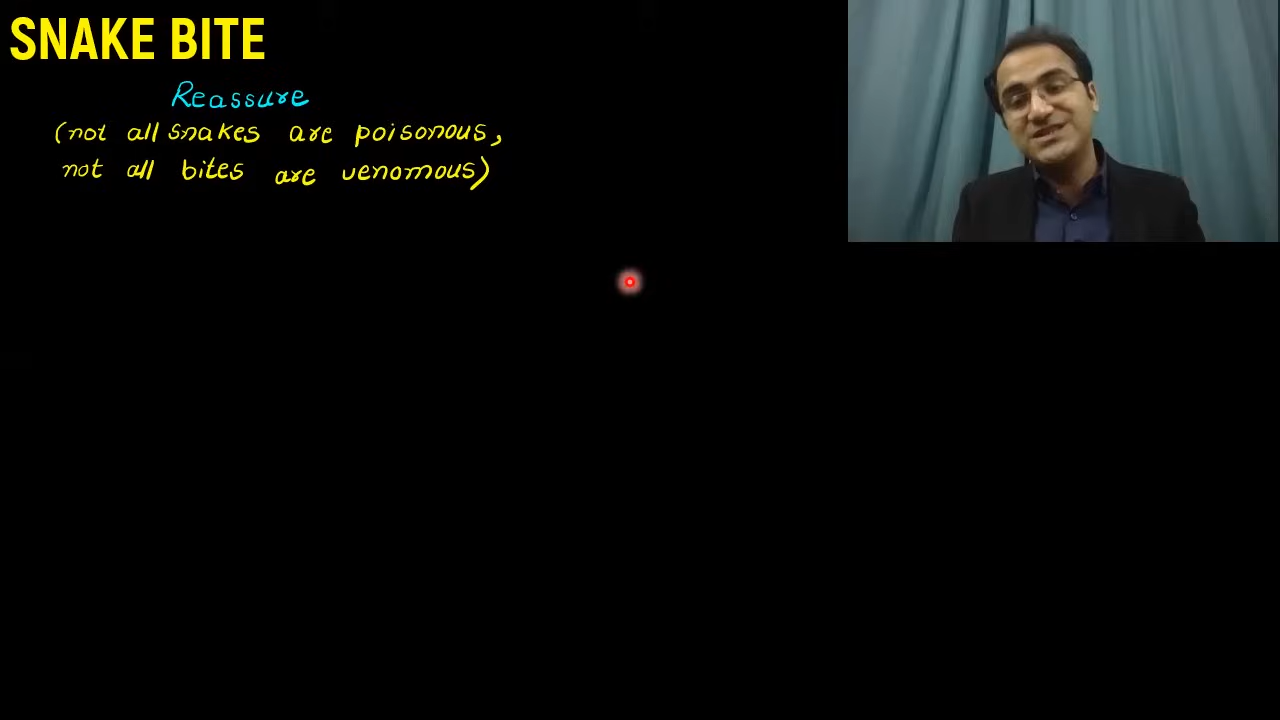 SNAKE BITE
Reassure
(not all snakes are poisonous,
not all bites are venomous)